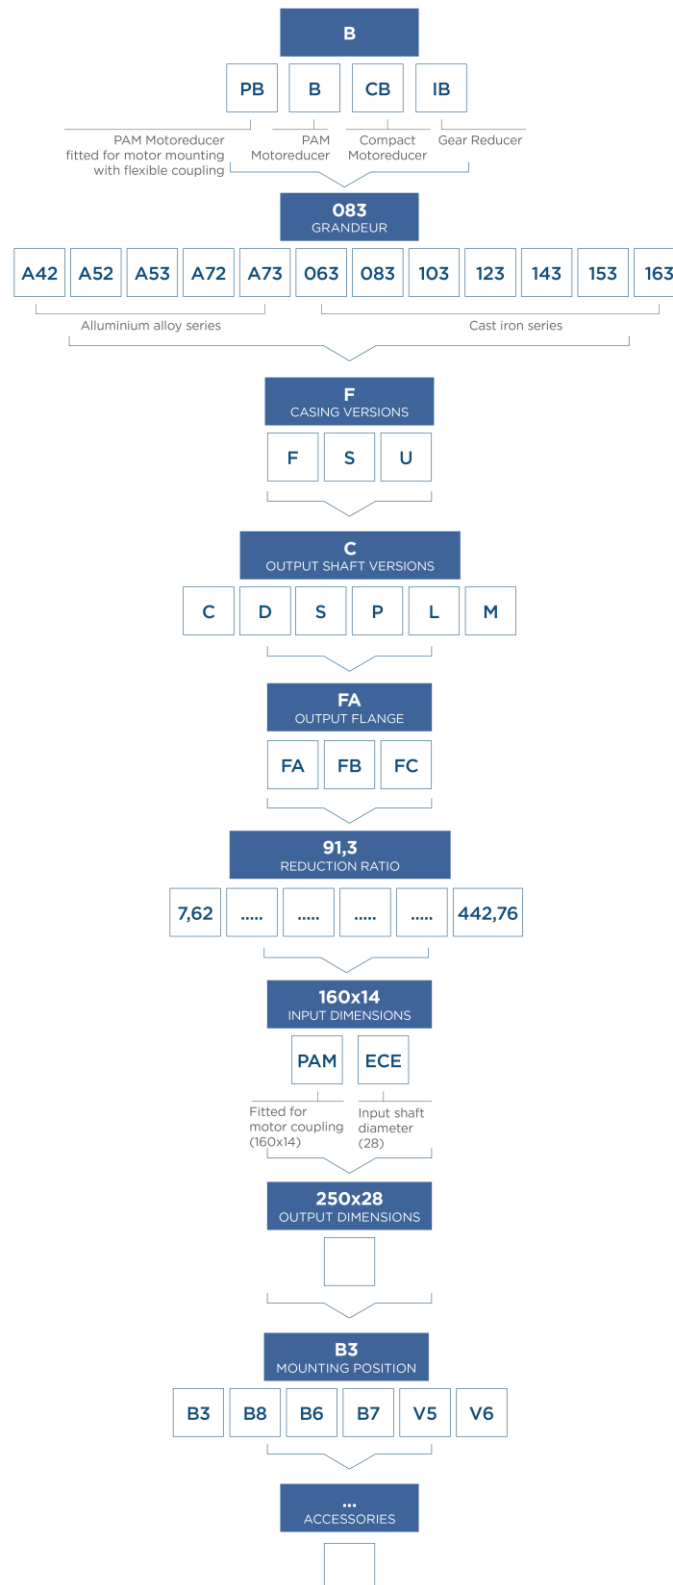 B
PB B CB IB
PAM Motoreducer
fitted for motor mounting
with flexible coupling
PAM
Motoreducer
Compact
Motoreducer
Gear Reducer
083
GRANDEUR
A42 A52 A53 A72 A73 063 083 103 123 143 153 163
Alluminium alloy series
Cast iron series
F
CASING VERSIONS
F S U
C
OUTPUT SHAFT VERSIONS
C D S P L M
FA
OUTPUT FLANGE
FA FB FC
91,3
REDUCTION RATIO
7,62 ..... ..... ..... ..... 442,76
160x14
INPUT DIMENSIONS
PAM ECE
Fitted for
motor coupling
(160x14)
Input shaft
diameter
(28)
250x28
OUTPUT DIMENSIONS
B3
MOUNTING POSITION
B3 B8 B6 B7 V5 V6
...
ACCESSORIES